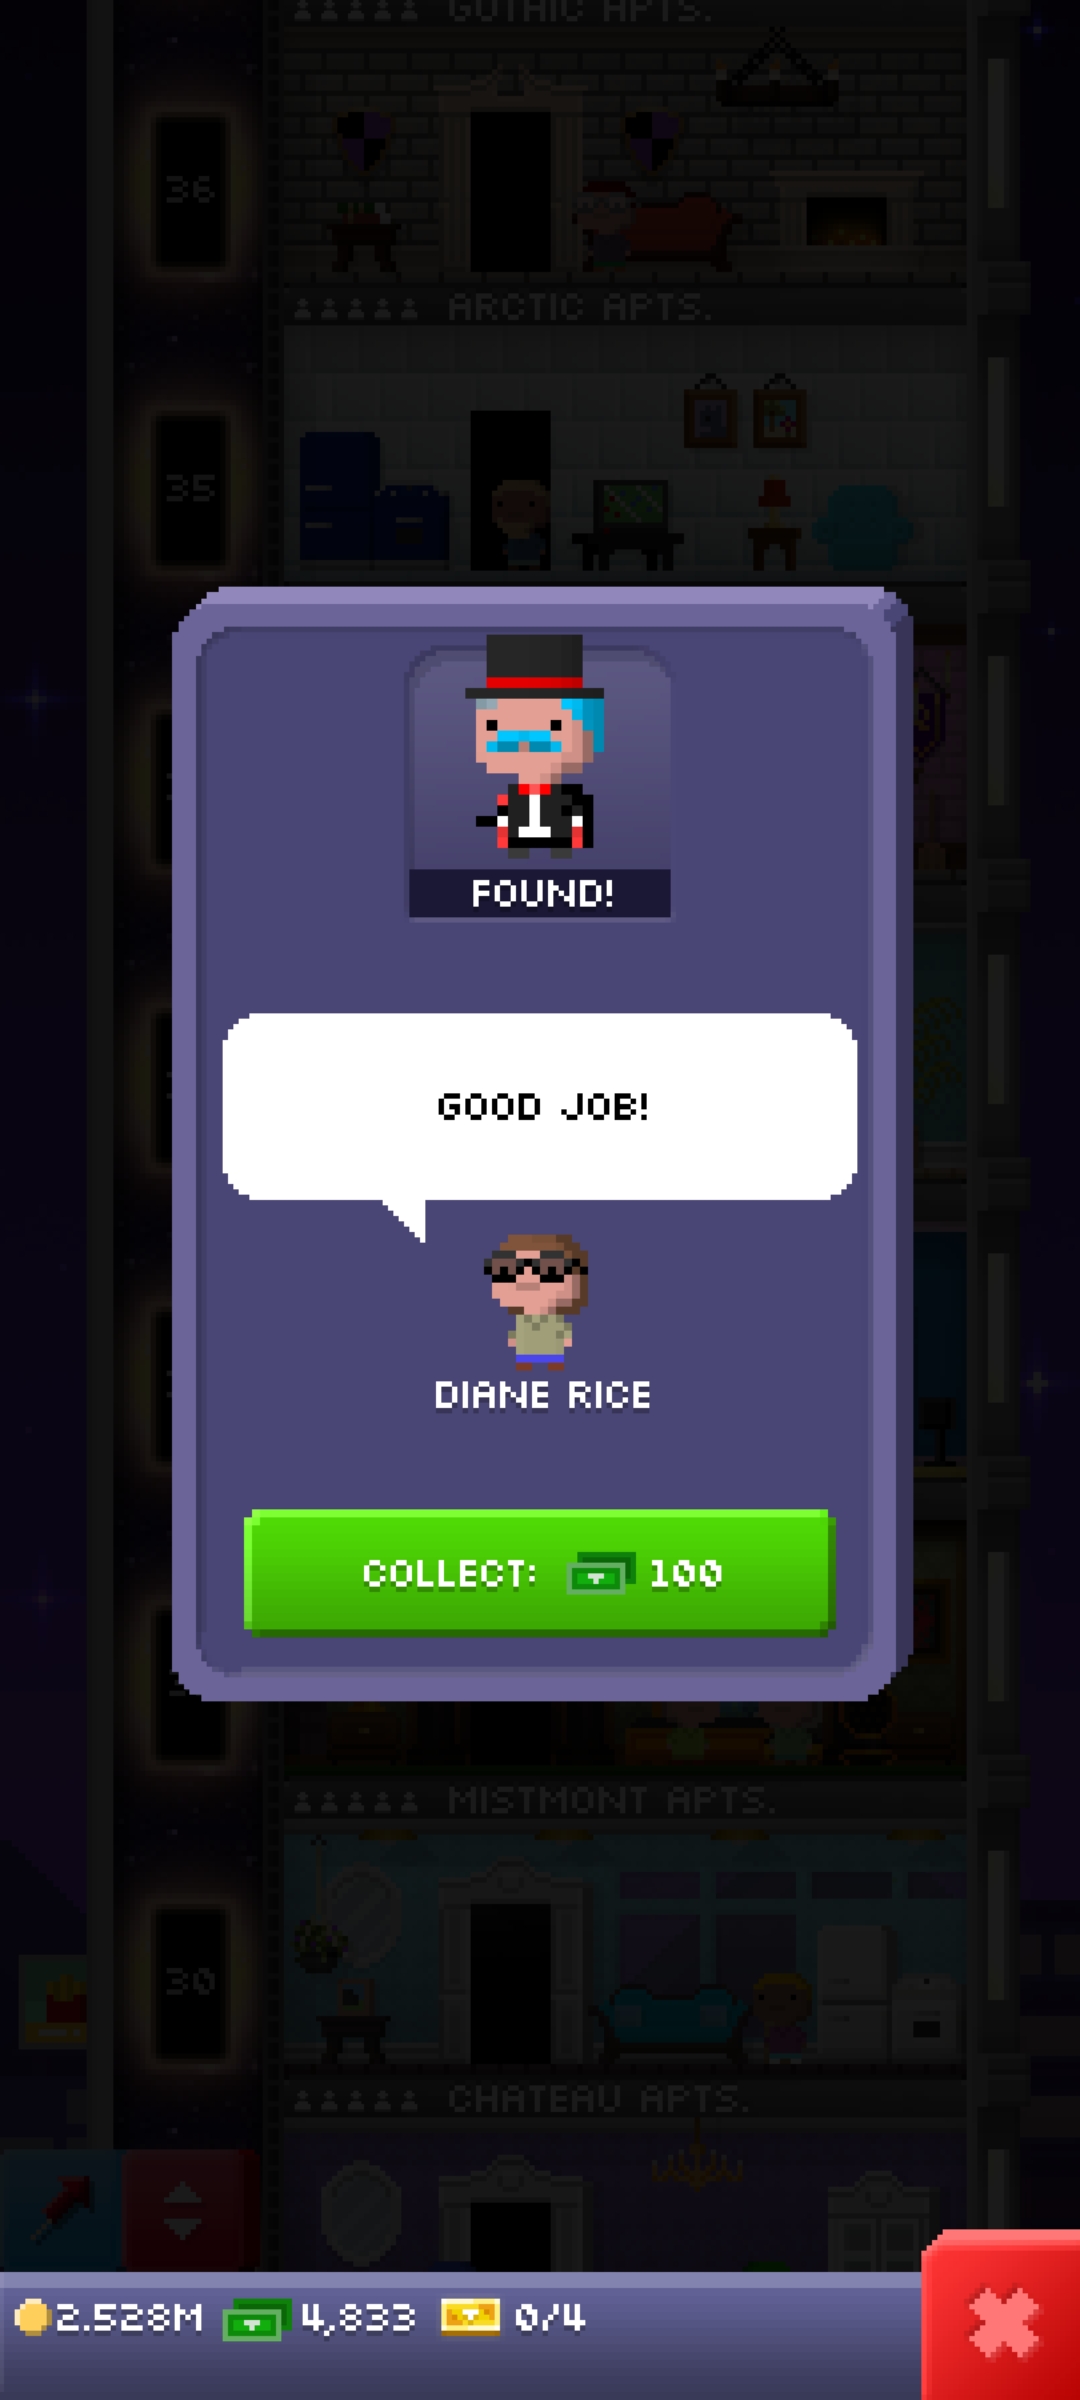 GOTHIC APTS.
36
ARCTIC APTS.
35
FOUND!
GOOD JOB!
DIANE RICE
COLLECT: 100
MISTMONT APTS.
30
CHATEAU APTS.
2.528M 4,833 0/4